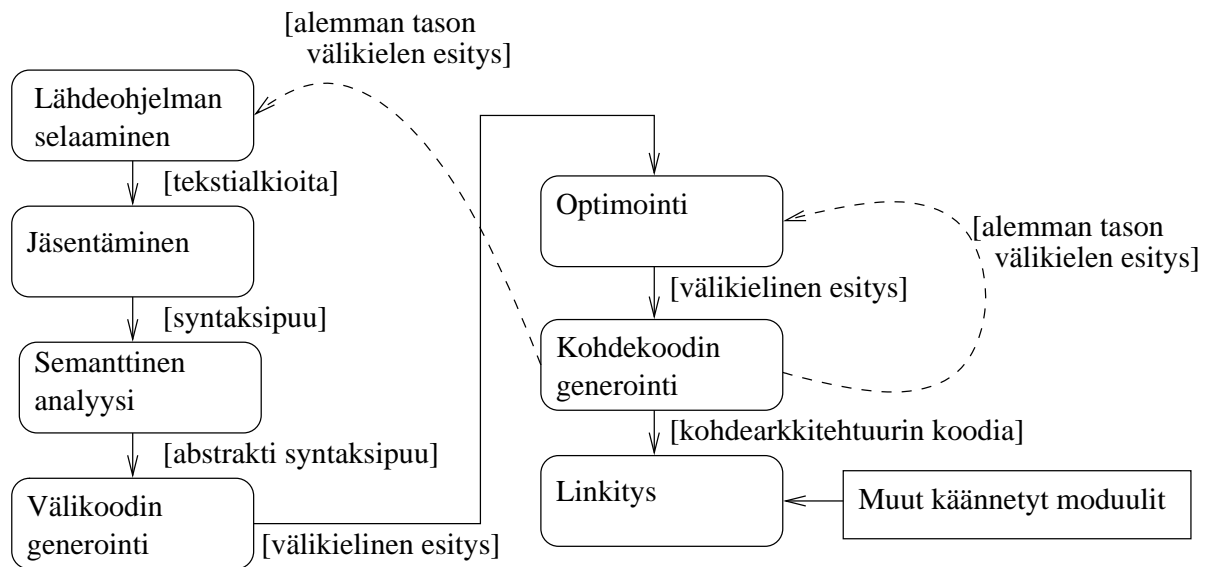 [alemman tason
välikielen esitys]
Lähdeohjelman
selaaminen
[tekstialkioita]
Jäsentäminen
[syntaksipuu]
Semanttinen
analyysi
[abstrakti syntaksipuu]
Välikoodin
generointi
[välikielinen esitys]
Optimointi
[alemman tason
välikielen esitys]
[välikielinen esitys]
Kohdekoodin
generointi
[kohdearkkitehtuurin koodia]
Linkitys
Muut käännetyt moduulit